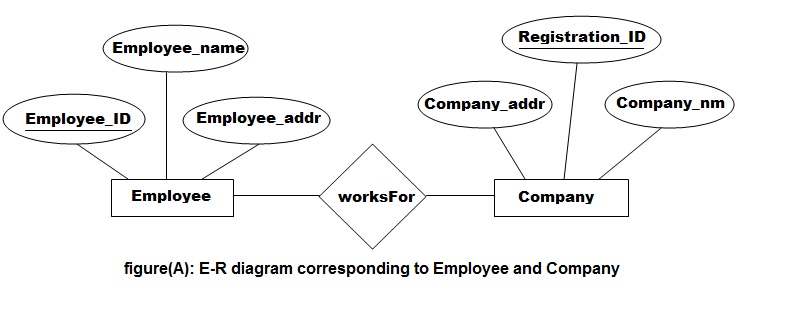 Employee_name
Employee_ID
Employee_addr
Employee
worksFor
Registration_ID
Company_addr
Company_nm
Company
figure(A): E-R diagram corresponding to Employee and Company